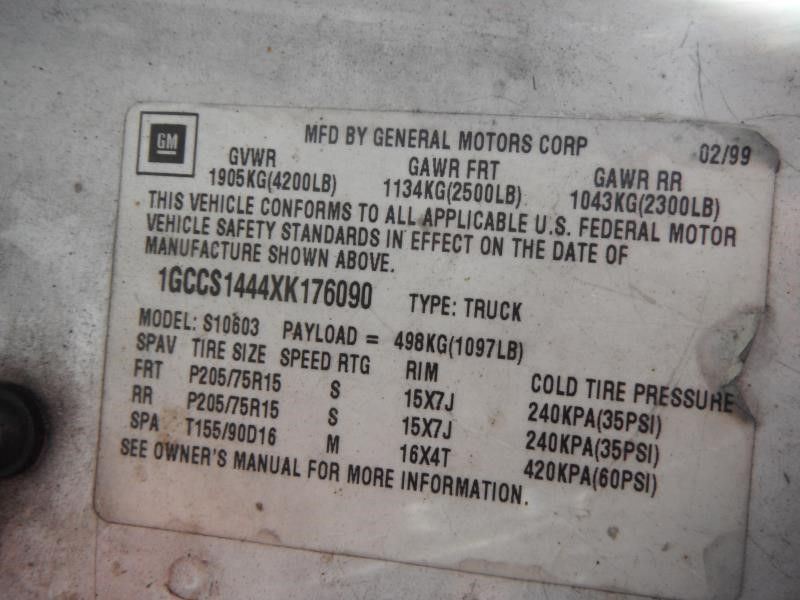 GM
MFD BY GENERAL MOTORS CORP 02/99
GVWR GAWR FRT GAWR RR
1905KG(4200LB) 1134KG(2500LB) 1043KG(2300LB)
THIS VEHICLE CONFORMS TO ALL APPLICABLE U.S. FEDERAL MOTOR
VEHICLE SAFETY STANDARDS IN EFFECT ON THE DATE OF
MANUFACTURE SHOWN ABOVE.
1GCCS1444XK176090 TYPE: TRUCK
MODEL: S10603 PAYLOAD = 498KG(1097LB)
SPAV TIRE SIZE SPEED RTG RIM COLD TIRE PRESSURE
FRT P205/75R15 S 15X7J 240KPA(35PSI)
RR P205/75R15 S 15X7J 240KPA(35PSI)
SPA T155/90D16 M 16X4T 420KPA(60PSI)
SEE OWNER'S MANUAL FOR MORE INFORMATION.